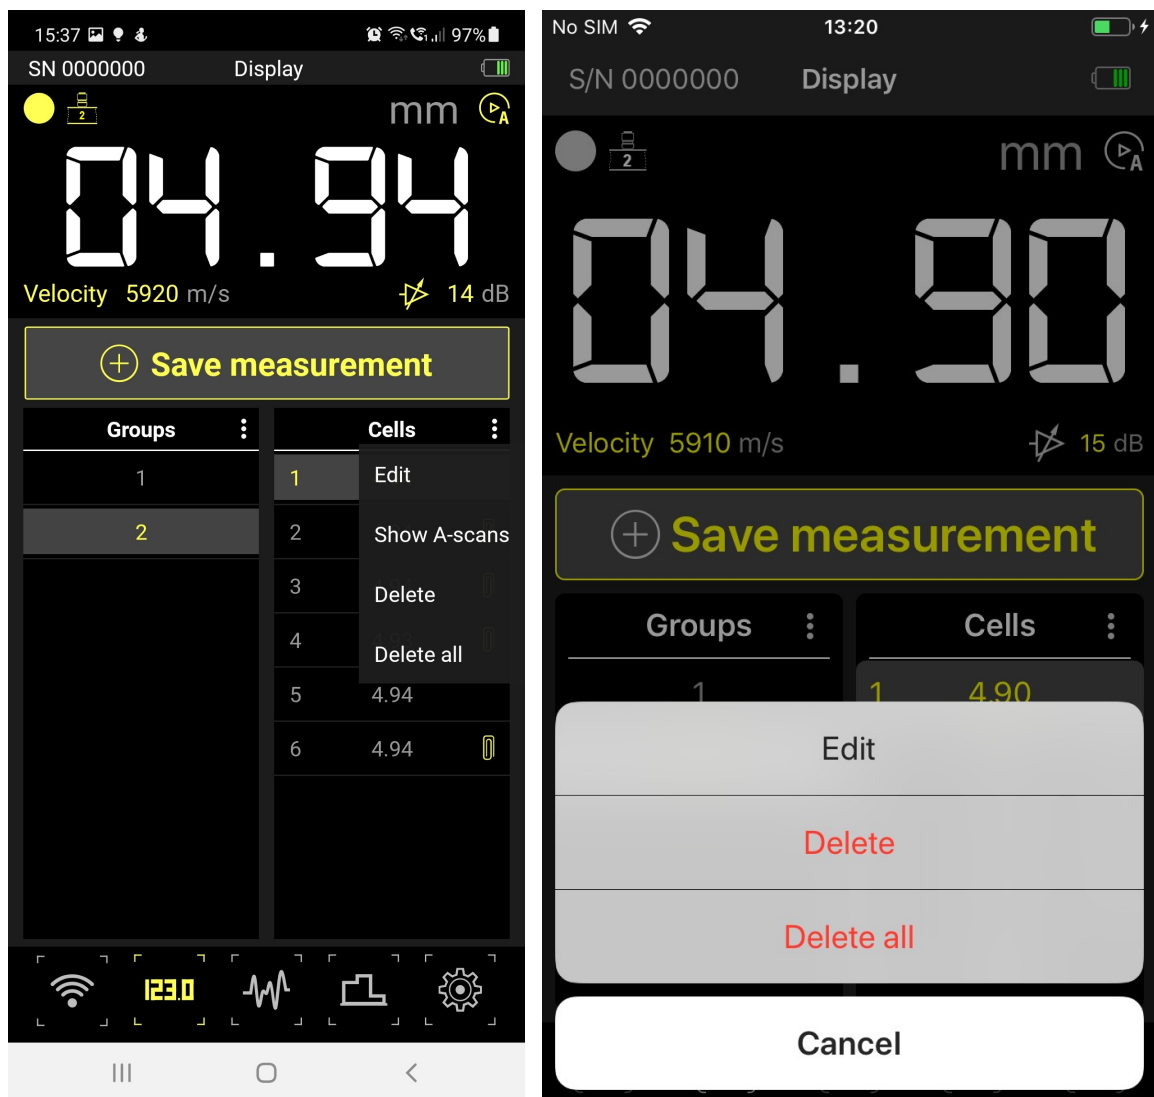 15:37 97%
SN 0000000 Display
2 mm A
04.94
Velocity 5920 m/s 14 dB
Save measurement
Groups Cells
1
2
1
2
3
4
5 4.94
6 4.94
Edit
Show A-scans
Delete
Delete all
123.0
No SIM 13:20
S/N 0000000 Display
2 mm A
04.90
Velocity 5910 m/s 15 dB
Save measurement
Groups Cells
1 1 4.90
Edit
Delete
Delete all
Cancel